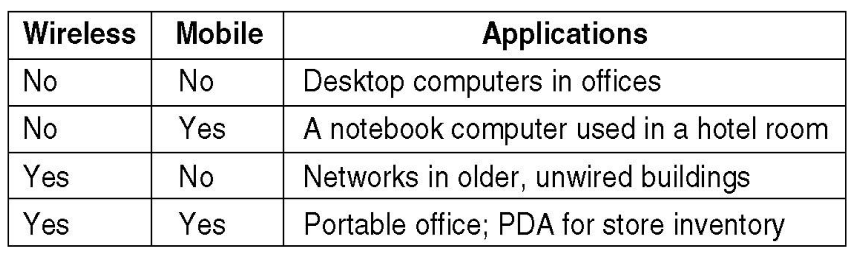 Wireless Mobile Applications
No No Desktop computers in offices
No Yes A notebook computer used in a hotel room
Yes No Networks in older, unwired buildings
Yes Yes Portable office; PDA for store inventory